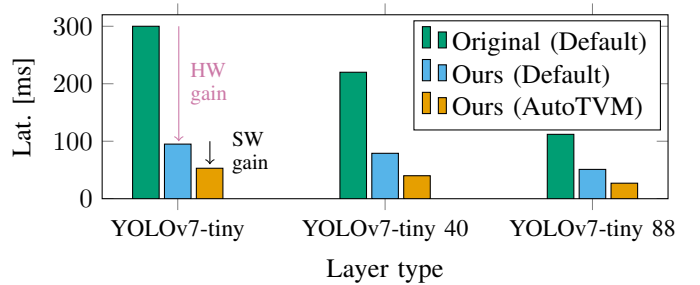 300
200
100
0
Lat. [ms]
Original (Default)
Ours (Default)
Ours (AutoTVM)
HW
gain
SW
gain
YOLOv7-tiny
YOLOv7-tiny 40
YOLOv7-tiny 88
Layer type